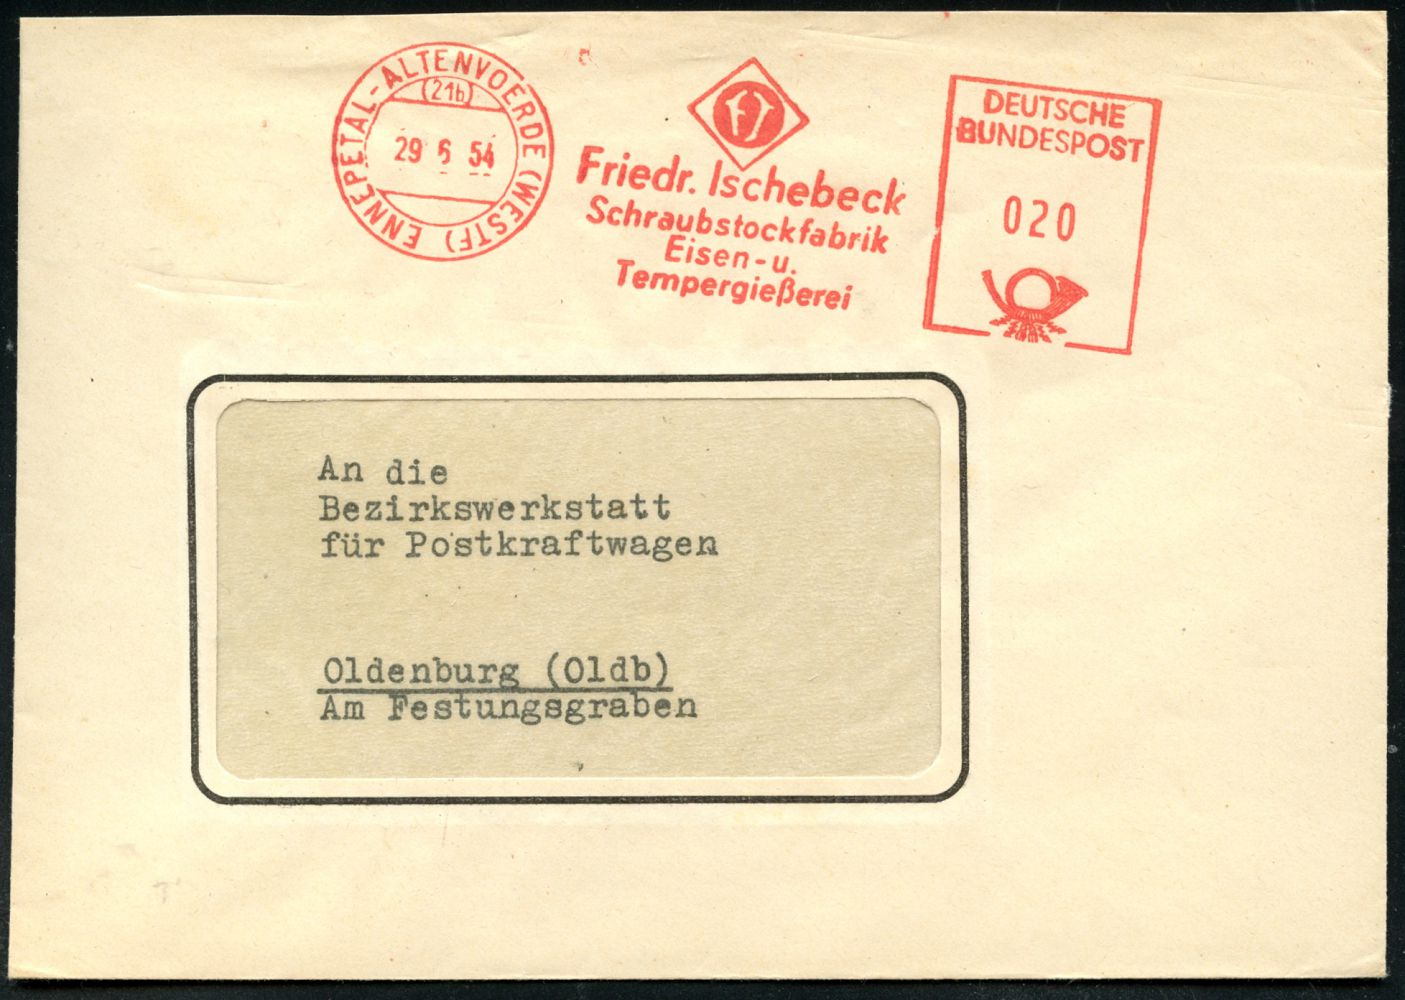 ENNEPETAL-ALTENVOERDE (WESTF)
(21b)
29 6 54
FJ
Friedr. Ischebeck
Schraubstockfabrik
Eisen-u.
Tempergießerei
DEUTSCHE
BUNDESPOST
020
An die
Bezirkswerkstatt
für Postkraftwagen
Oldenburg (Oldb)
Am Festungsgraben